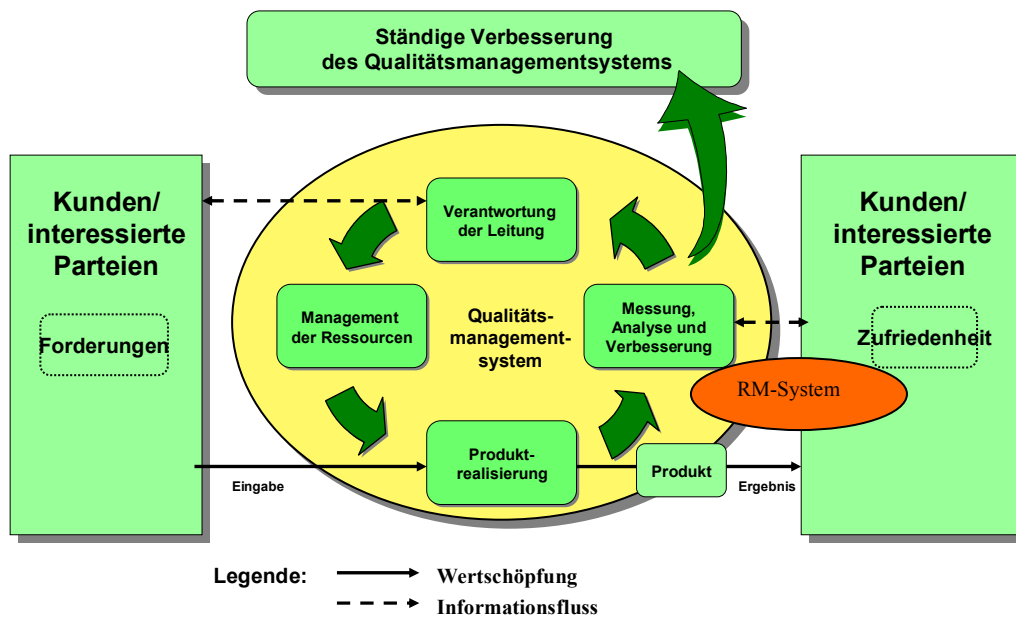 Ständige Verbesserung
des Qualitätsmanagementsystems
Kunden/
interessierte
Parteien
Forderungen
Verantwortung
der Leitung
Management
der Ressourcen
Qualitäts-
management-
system
Messung,
Analyse und
Verbesserung
Kunden/
interessierte
Parteien
Zufriedenheit
RM-System
Eingabe
Produkt-
realisierung
Produkt
Ergebnis
Legende:
Wertschöpfung
Informationsfluss